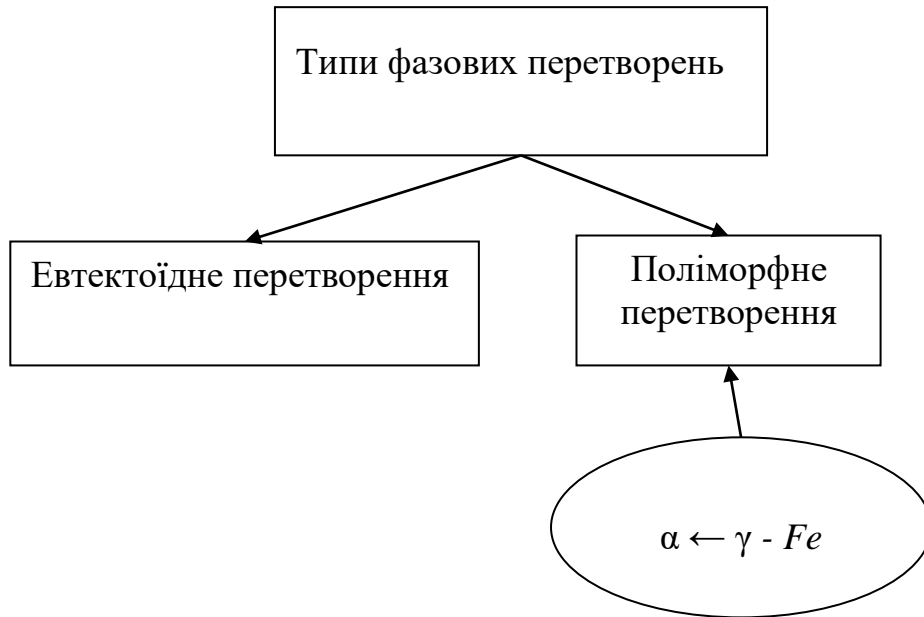 Типи фазових перетворень
Евтектоїдне перетворення
Поліморфне
перетворення
α ← γ - Fe